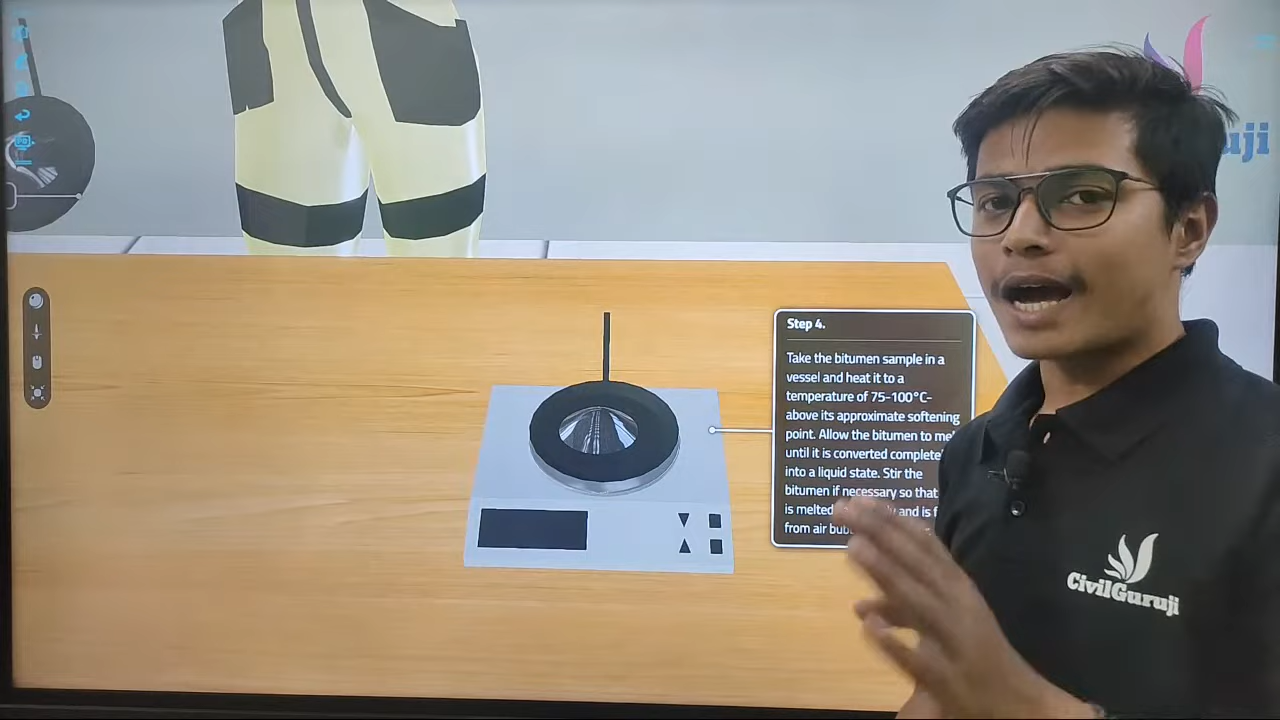 uji
Step 4.
Take the bitumen sample in a
vessel and heat it to a
temperature of 75-100°C-
above its approximate softening
point. Allow the bitumen to me
until it is converted complete
into a liquid state. Stir the
bitumen if necessary so that
is melted and is f
from air bub
CivilGuruji